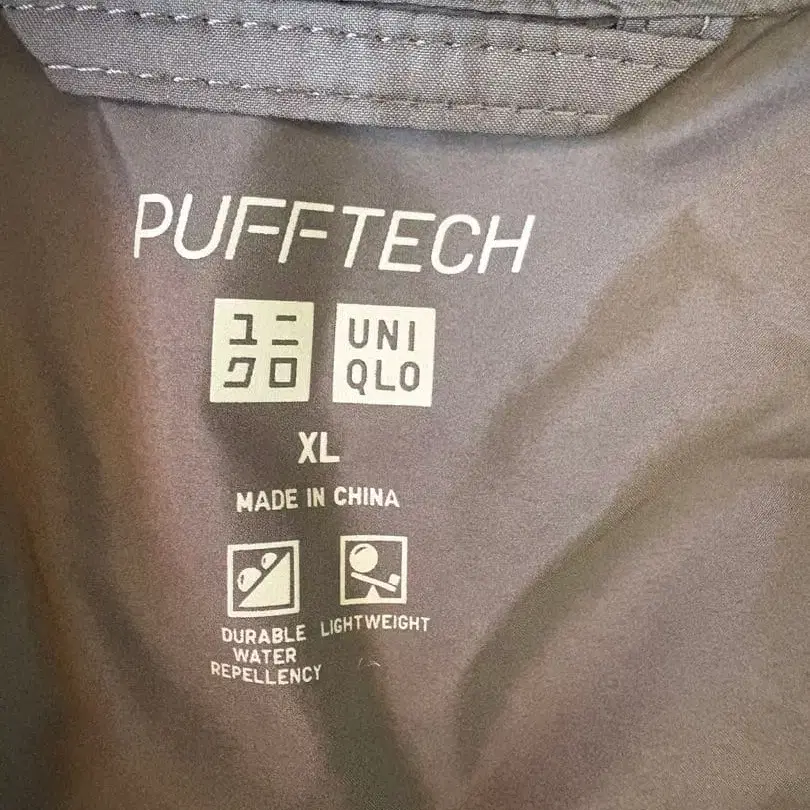 PUFFTECH
ユニ UNI
クロ QLO
XL
MADE IN CHINA
DURABLE LIGHTWEIGHT
WATER
REPELLENCY